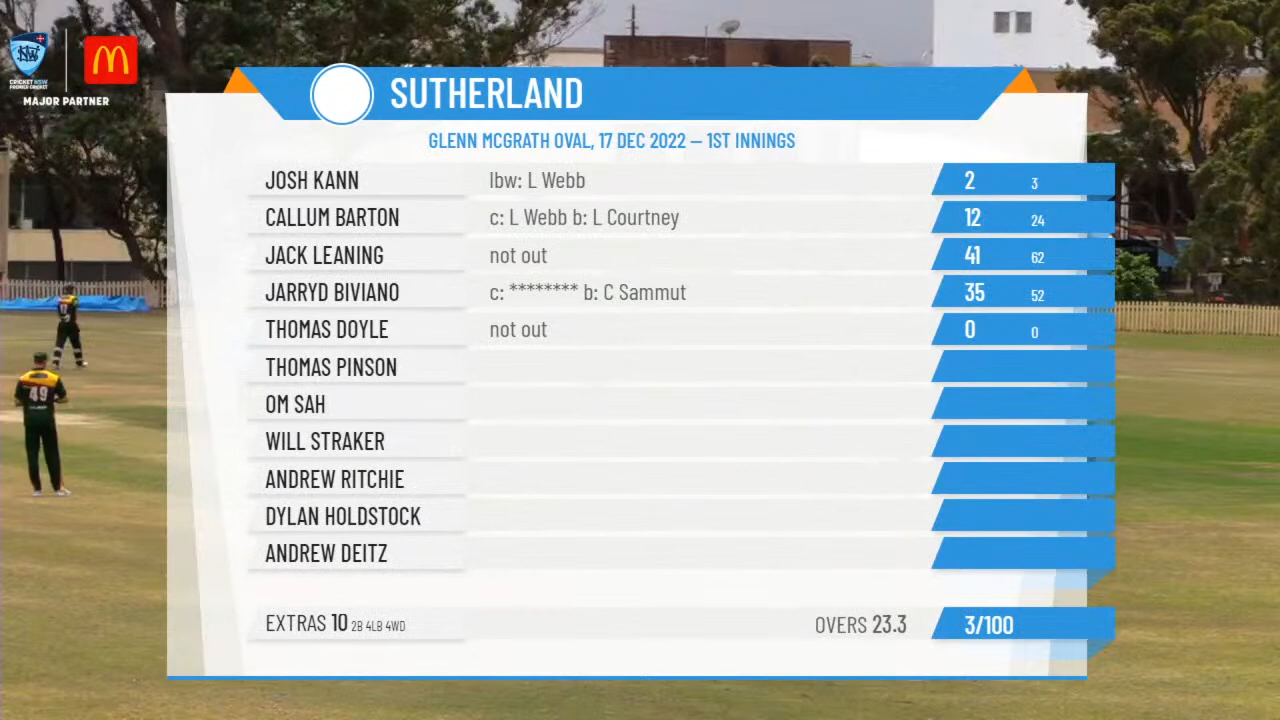 CRICKET NSW
PREMIER CRICKET
MAJOR PARTNER
SUTHERLAND
GLENN MCGRATH OVAL, 17 DEC 2022 – 1ST INNINGS
JOSH KANN lbw: L Webb 2 3
CALLUM BARTON c: L Webb b: L Courtney 12 24
JACK LEANING not out 41 62
JARRYD BIVIANO c: ******** b: C Sammut 35 52
THOMAS DOYLE not out 0 0
THOMAS PINSON
OM SAH
WILL STRAKER
ANDREW RITCHIE
DYLAN HOLDSTOCK
ANDREW DEITZ
EXTRAS 10 2B 4LB 4WD OVERS 23.3 3/100
49